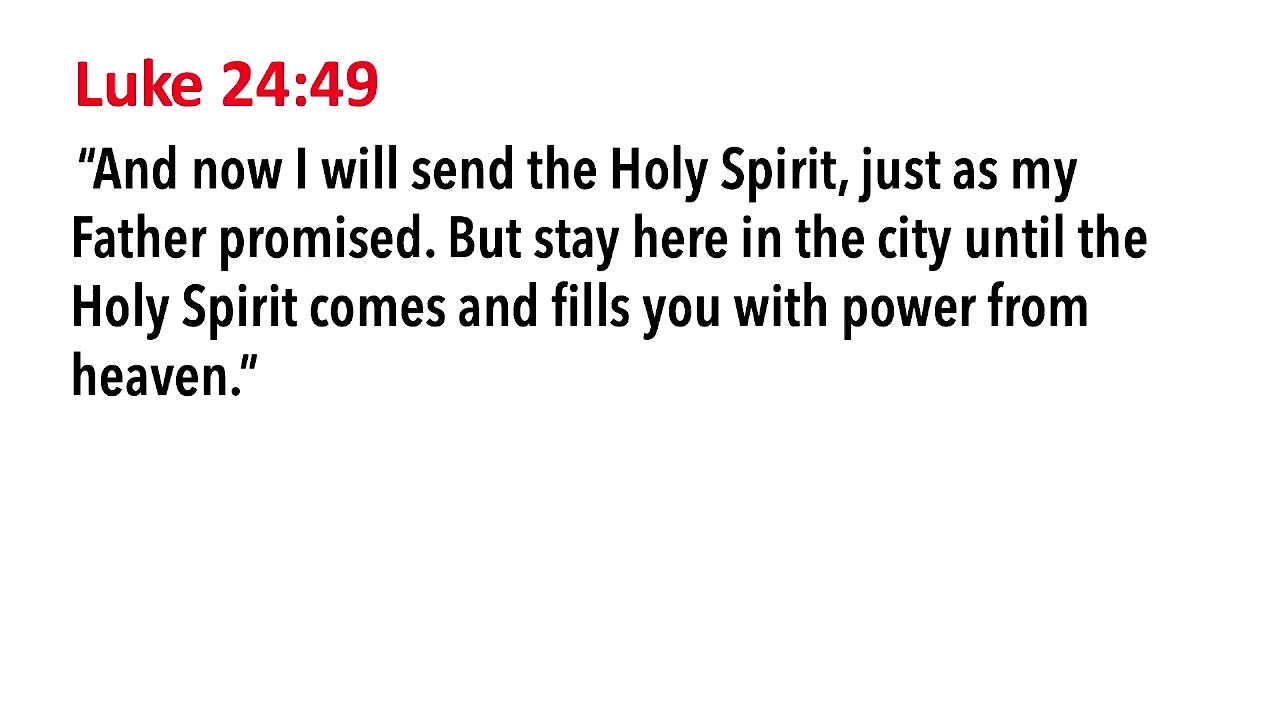 Luke 24:49
“And now I will send the Holy Spirit, just as my
Father promised. But stay here in the city until the
Holy Spirit comes and fills you with power from
heaven.”